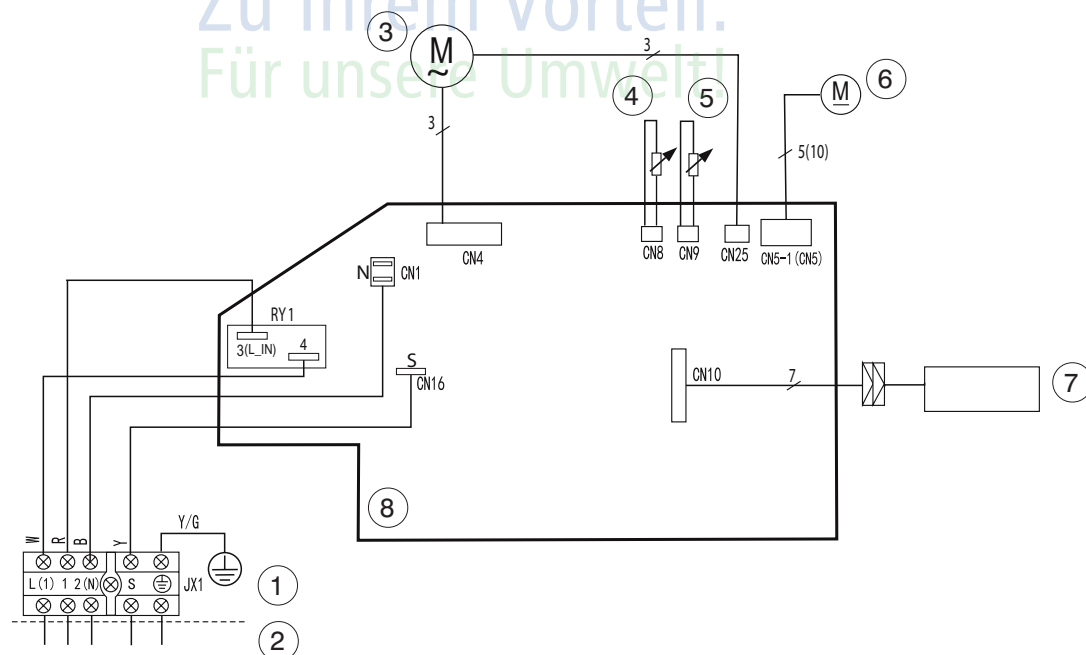 Zu Ihrem Vorteil.
Für unsere Umwelt!
3
M
~
3
4
5
M
6
3
5(10)
CN4
CN8
CN9
CN25
CN5-1(CN5)
N
CN1
RY1
3(L_IN)
4
S
CN16
CN10
7
7
8
W
R
B
Y
Y/G
L(1)
1
2(N)
S
JX1
1
2